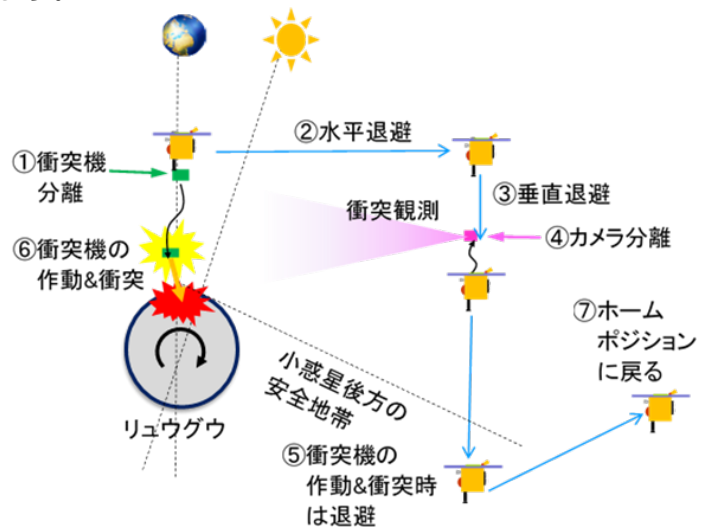 ②水平退避
①衝突機
分離
③垂直退避
衝突観測
④カメラ分離
⑥衝突機の
作動&衝突
⑦ホーム
ポジション
に戻る
小惑星後方の
安全地帯
リュウグウ
⑤衝突機の
作動&衝突時
は退避